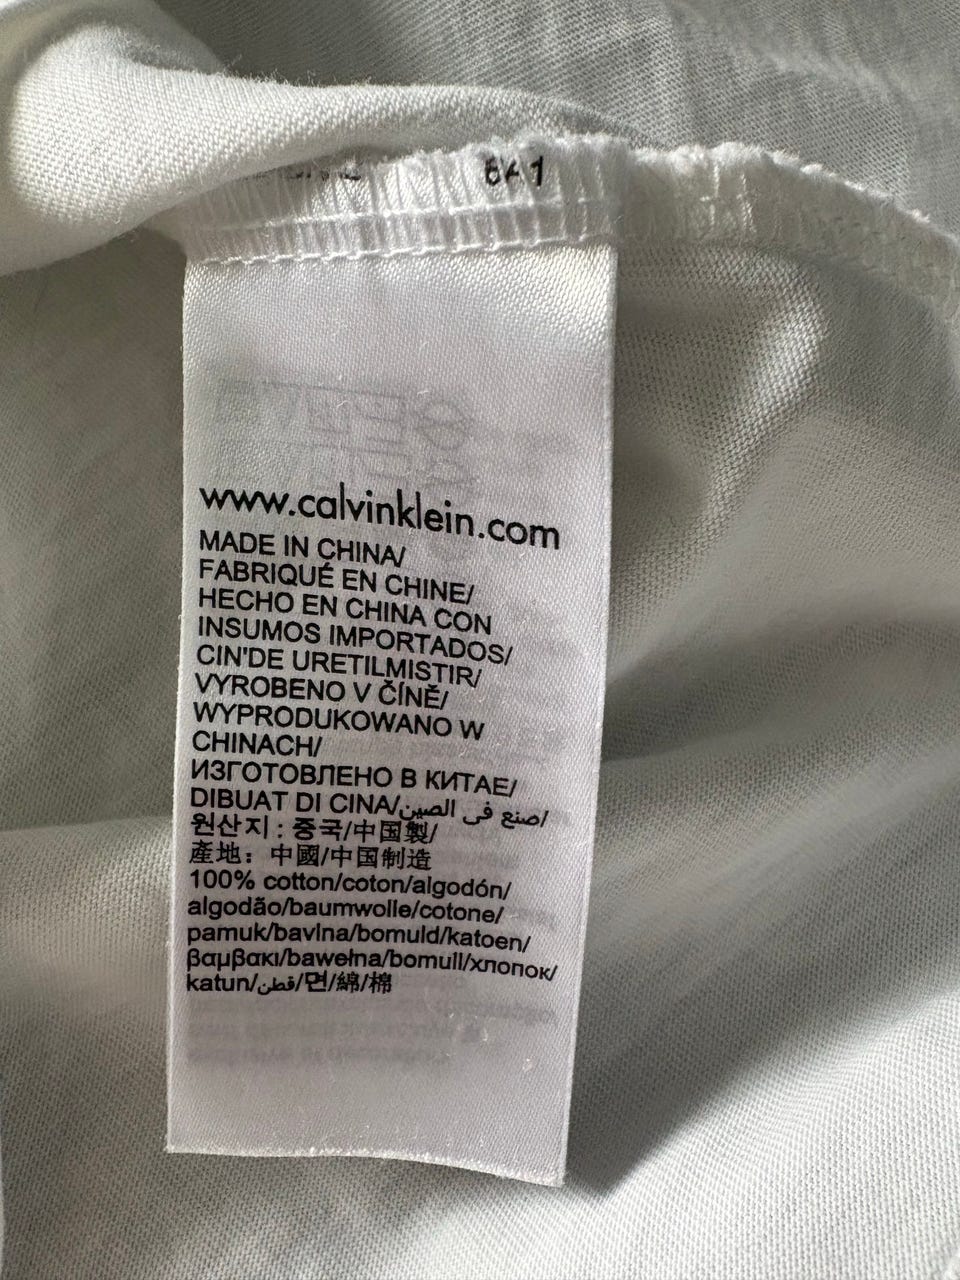 6A1
www.calvinklein.com
MADE IN CHINA/
FABRIQUÉ EN CHINE/
HECHO EN CHINA CON
INSUMOS IMPORTADOS/
CIN'DE URETILMISTIR/
VYROBENO V ČÍNĚ/
WYPRODUKOWANO W
CHINACH/
ИЗГОТОВЛЕНО В КИТАЕ/
DIBUAT DI CINA/صنع في الصين/
원산지 : 중국/中国製/
產地：中國/中国制造
100% cotton/coton/algodón/
algodão/baumwolle/cotone/
pamuk/bavlna/bomuld/katoen/
βαμβακι/bawełna/bomull/хлопок/
katun/قطن/면/綿/棉